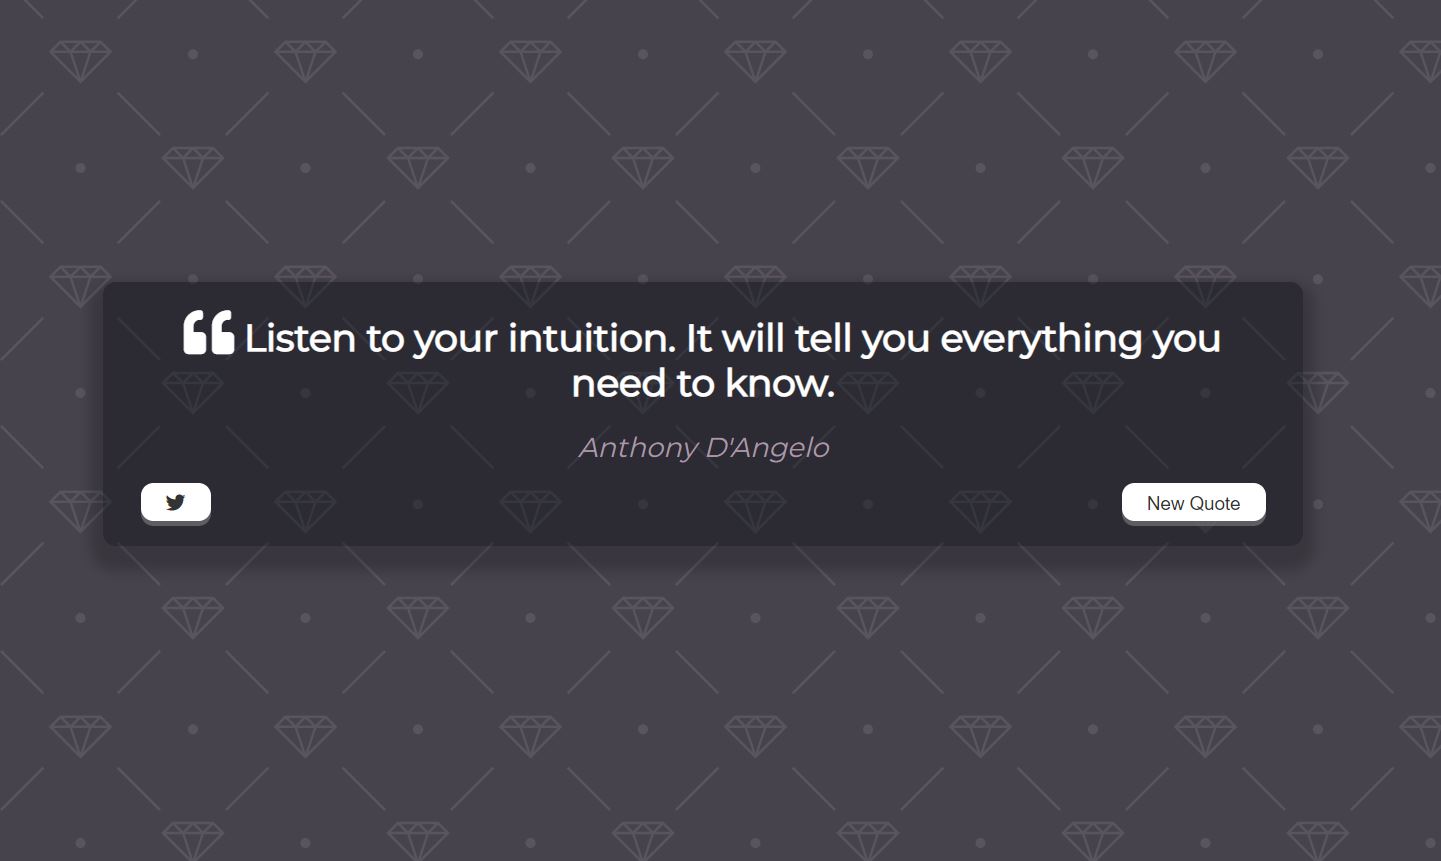 “ Listen to your intuition. It will tell you everything you
need to know.
Anthony D'Angelo
New Quote